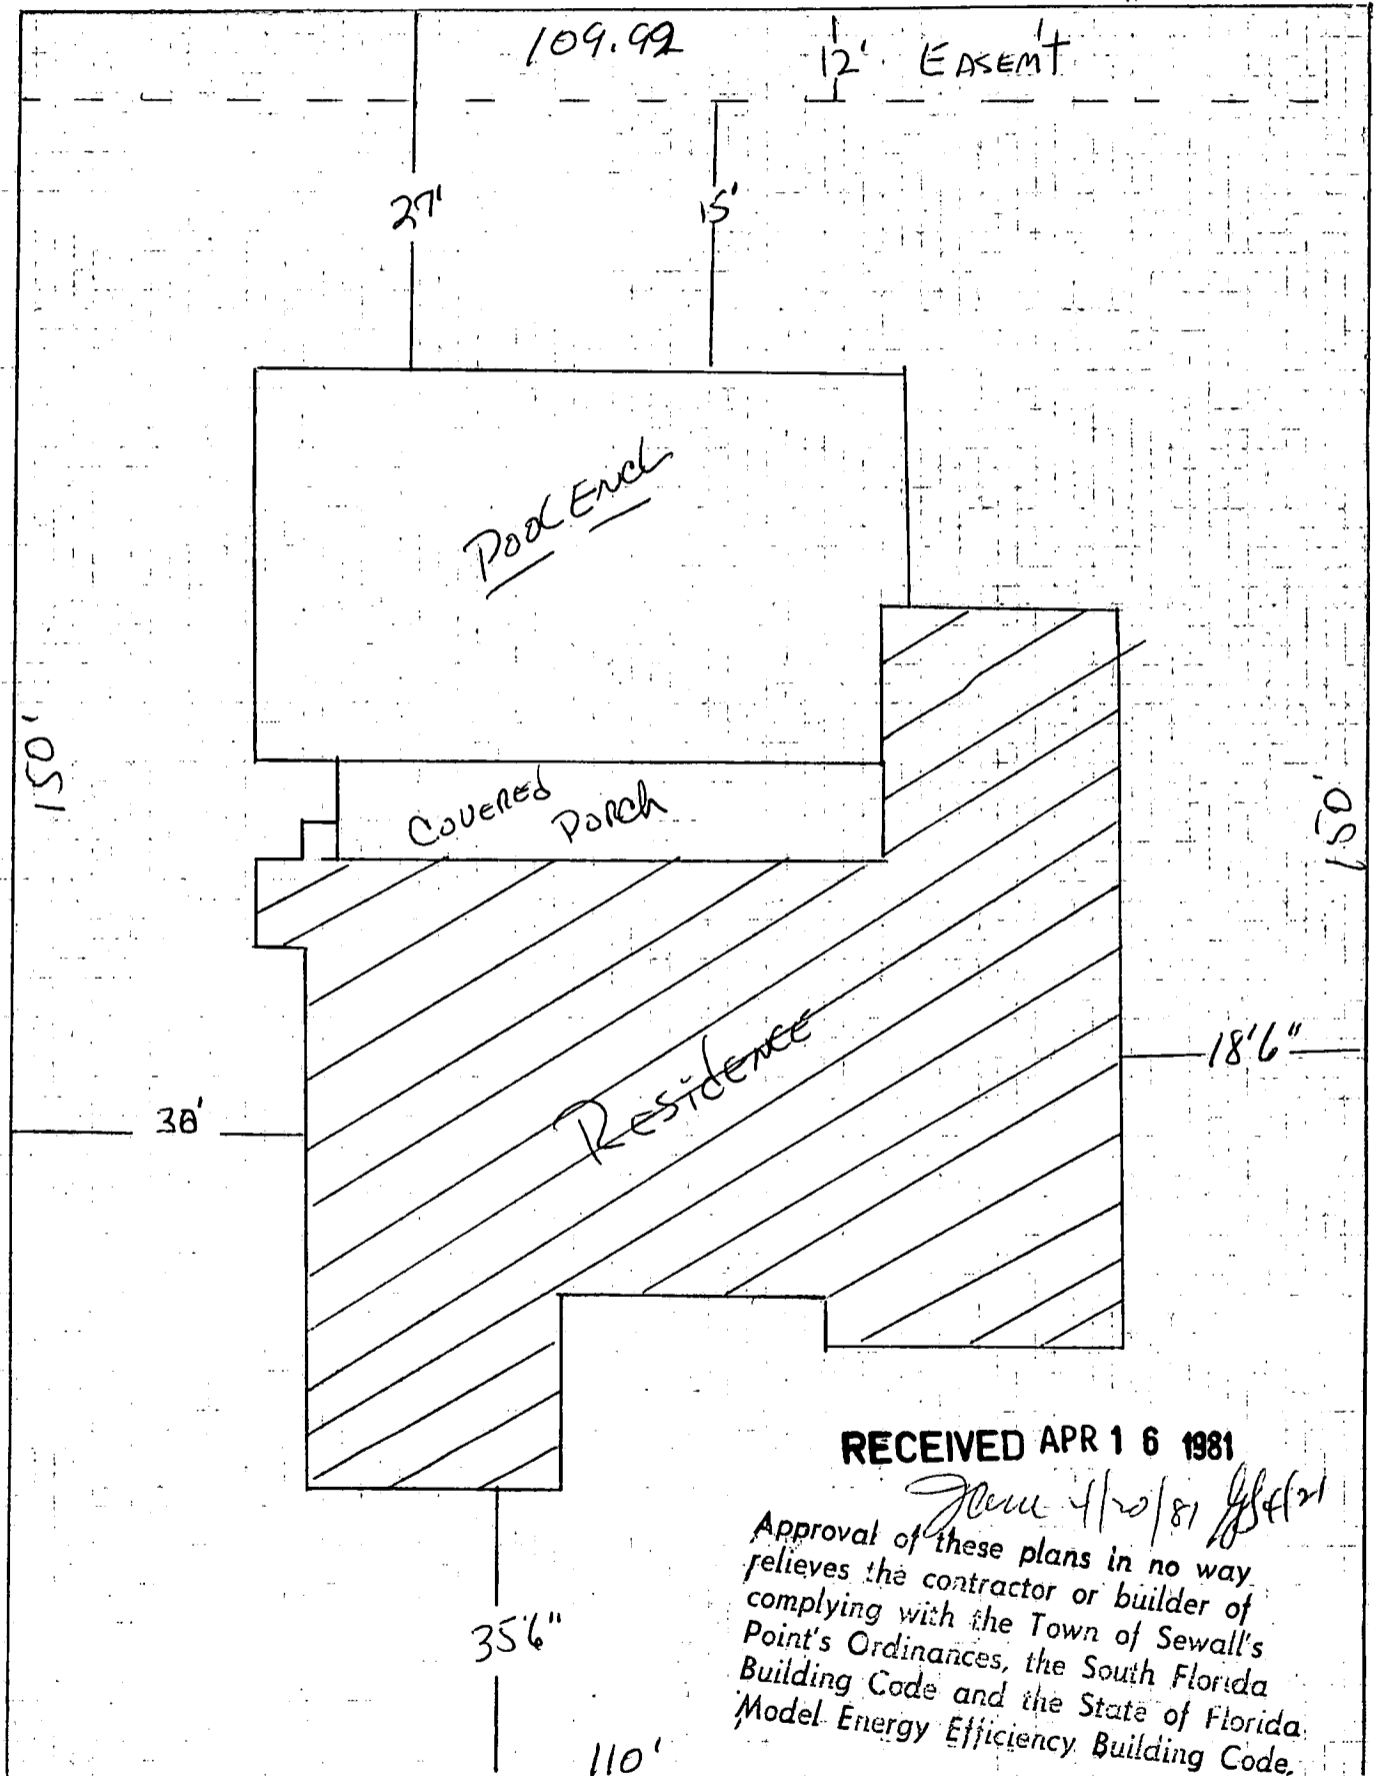 109.92
12' EASEM'T
27'
15'
Pool Encl
150'
COVERED
PORCH
150'
Residence
18'6"
30'
RECEIVED APR 16 1981
4/20/81
Approval of these plans in no way
relieves the contractor or builder of
complying with the Town of Sewall's
Point's Ordinances, the South Florida
Building Code and the State of Florida
Model Energy Efficiency Building Code.
35'6"
110'